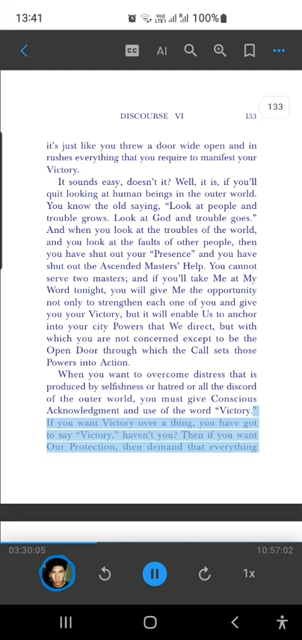 13:41
100%
CC
AI
133
DISCOURSE VI 133
it's just like you threw a door wide open and in
rushes everything that you require to manifest your
Victory.
It sounds easy, doesn't it? Well, it is, if you'll
quit looking at human beings in the outer world.
You know the old saying, “Look at people and
trouble grows. Look at God and trouble goes.”
And when you look at the troubles of the world,
and you look at the faults of other people, then
you have shut out your “Presence” and you have
shut out the Ascended Masters' Help. You cannot
serve two masters; and if you'll take Me at My
Word tonight, you will give Me the opportunity
not only to strengthen each one of you and give
you your Victory, but it will enable Us to anchor
into your city Powers that We direct, but with
which you are not concerned except to be the
Open Door through which the Call sets those
Powers into Action.
When you want to overcome distress that is
produced by selfishness or hatred or all the discord
of the outer world, you must give Conscious
Acknowledgment and use of the word “Victory.”
If you want Victory over a thing, you have got
to say “Victory,” haven't you? Then if you want
Our Protection, then demand that everything
03:30:05
10:57:02
1x